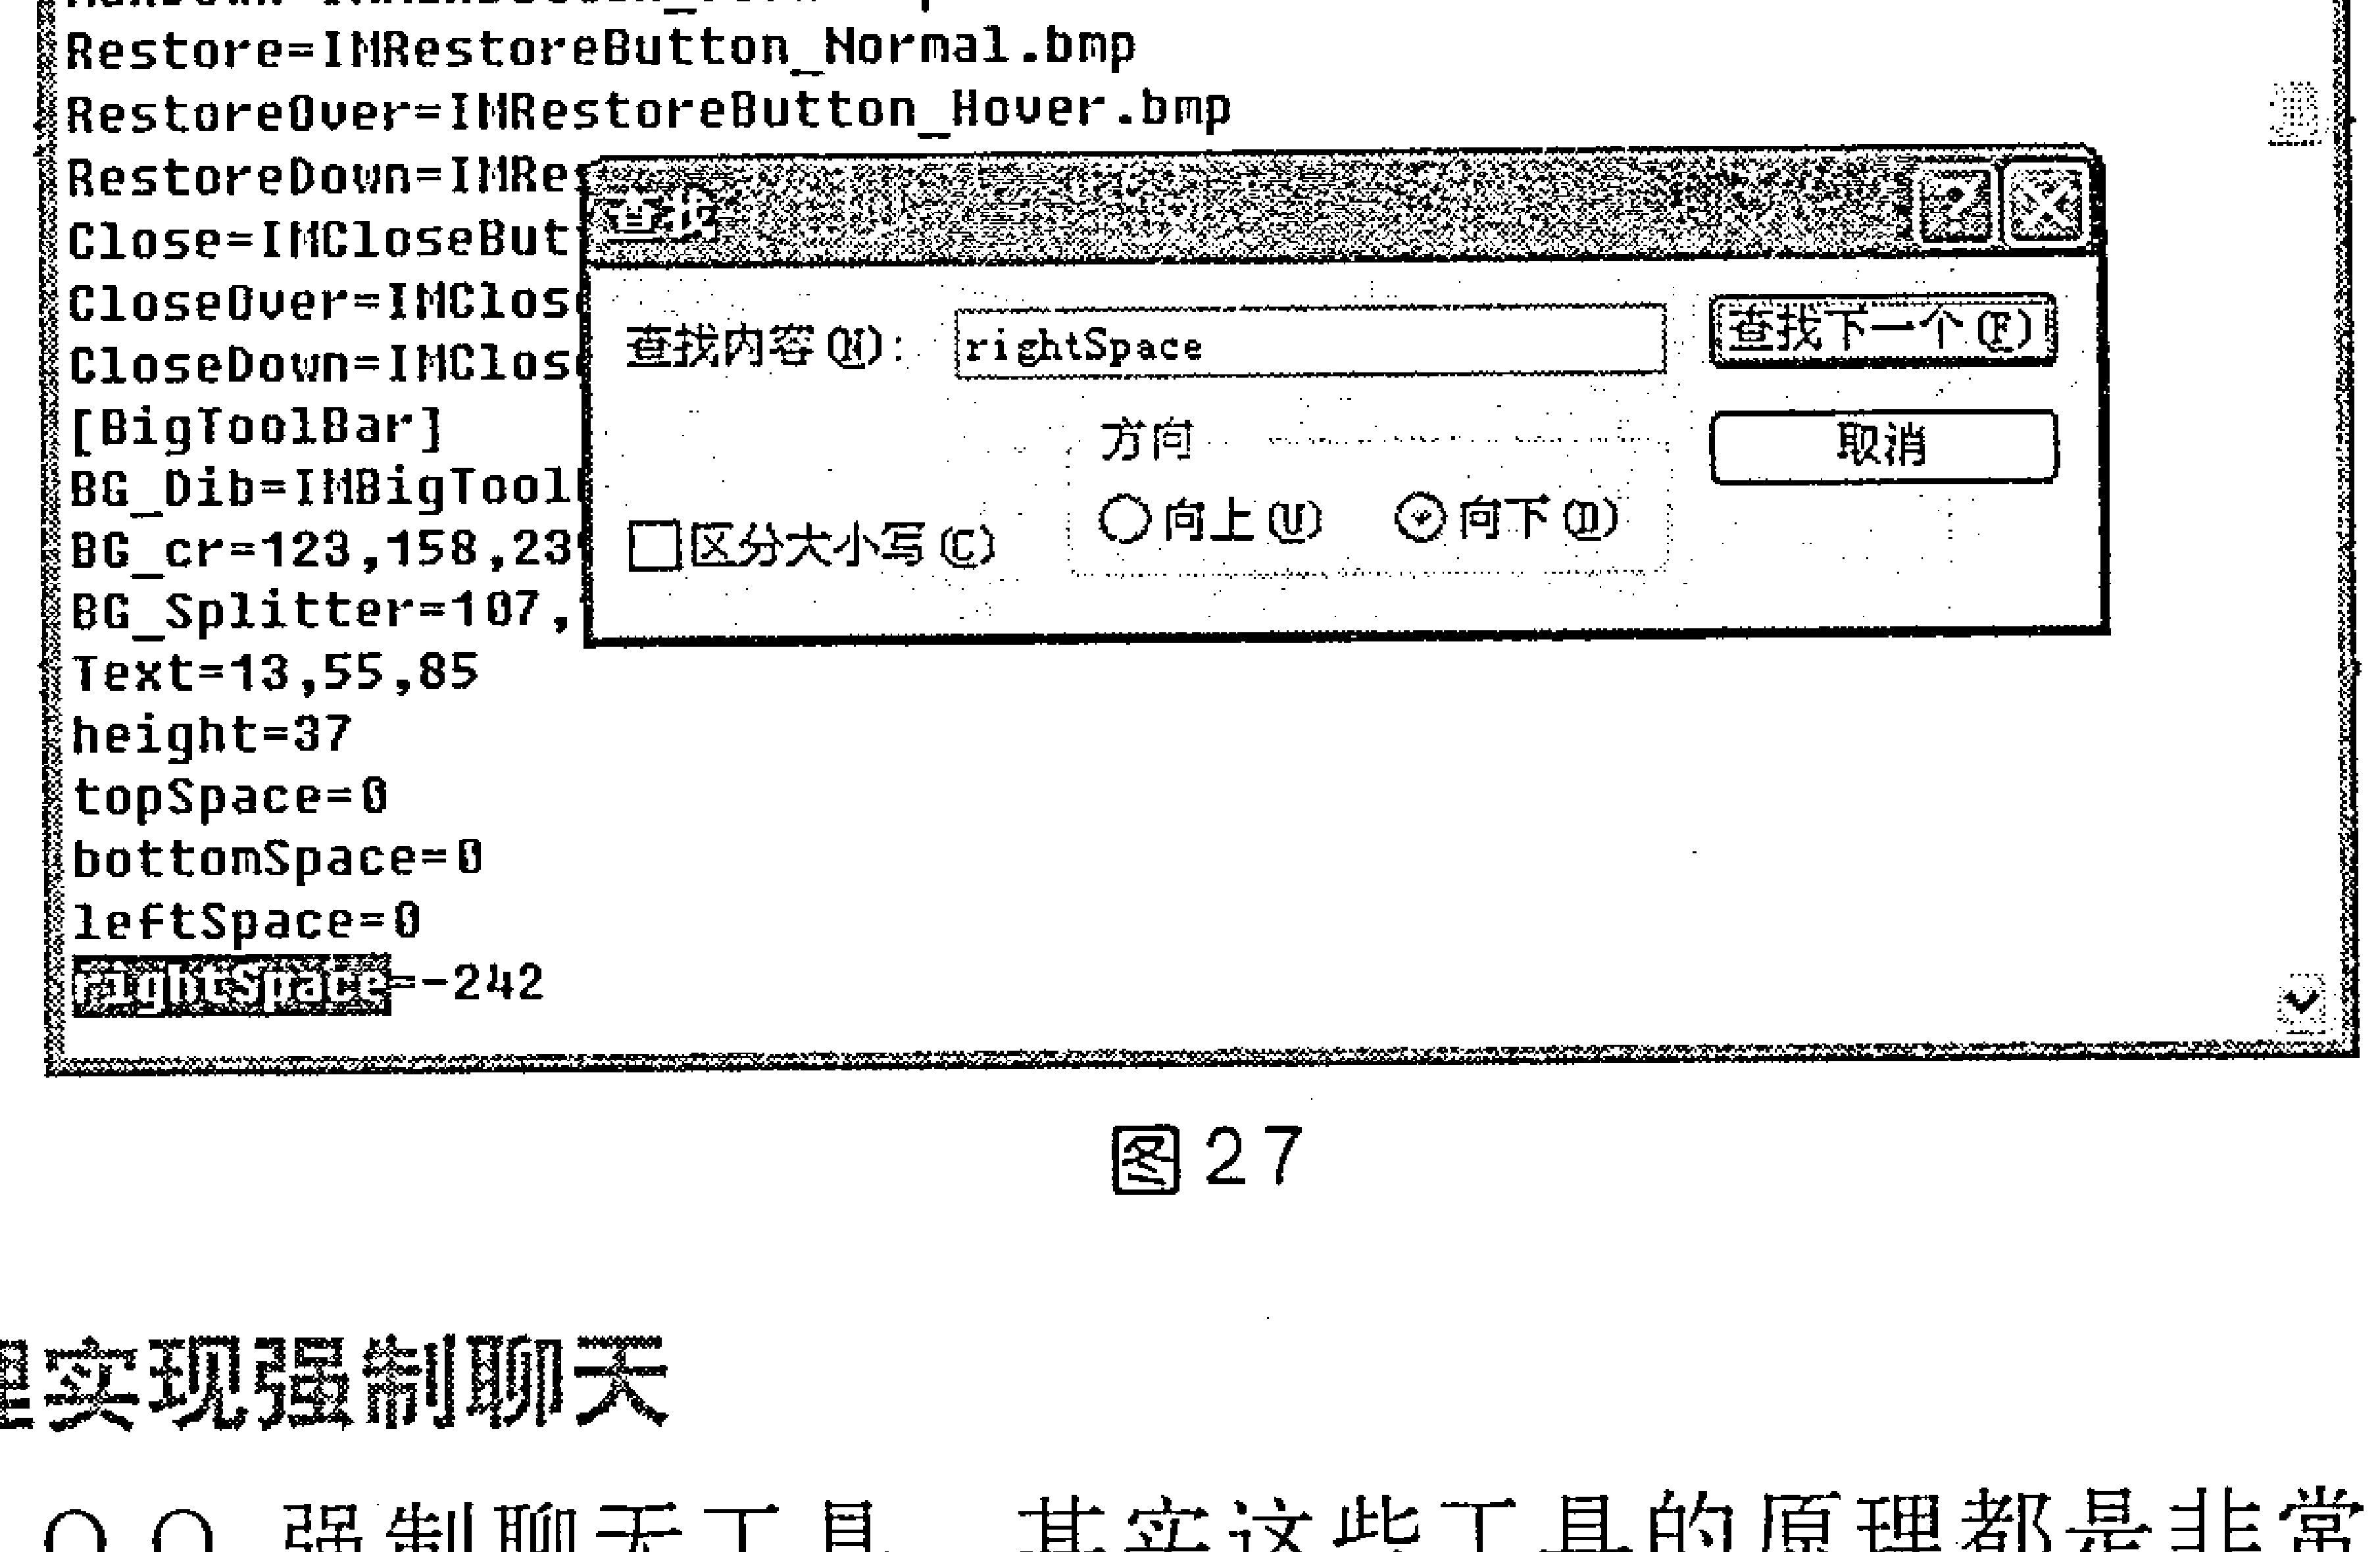 Restore=IMRestoreButton_Normal.bmp
RestoreOver=IMRestoreButton_Hover.bmp
RestoreDown=IMRes
Close=IMCloseBut
CloseOver=IMClose
CloseDown=IMClose
[BigToolBar]
BG_Dib=IMBigTool
BG_cr=123,158,23
BG_Splitter=107,
Text=13,55,85
height=37
topSpace=0
bottomSpace=0
leftSpace=0
rightSpace=-242
查找
查找内容(N): rightSpace 查找下一个(F)
方向 取消
区分大小写(C) 向上(U) 向下(D)
图27
实现强制聊天
QQ 强制聊天工具 其实这些工具的原理都是非常